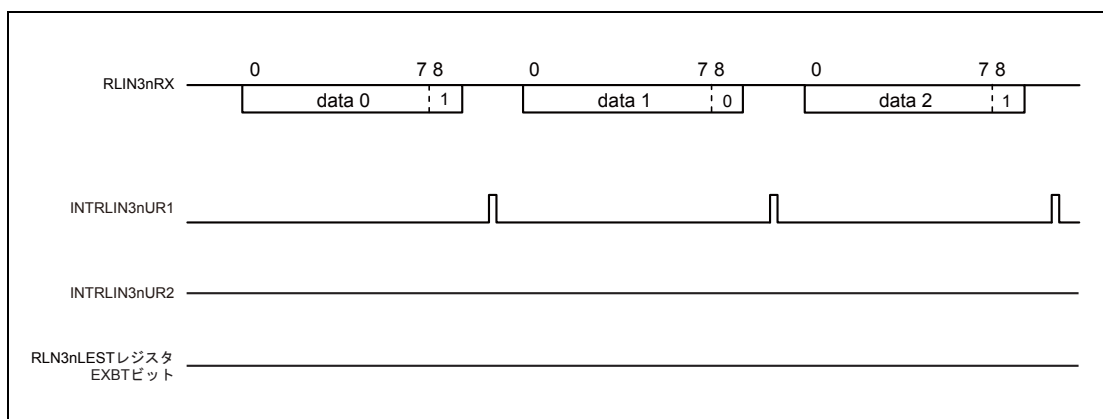 0 7 8 0 7 8 0 7 8
RLIN3nRX
data 0 1 data 1 0 data 2 1
INTRLIN3nUR1
INTRLIN3nUR2
RLN3nLESTレジスタ
EXBTビット